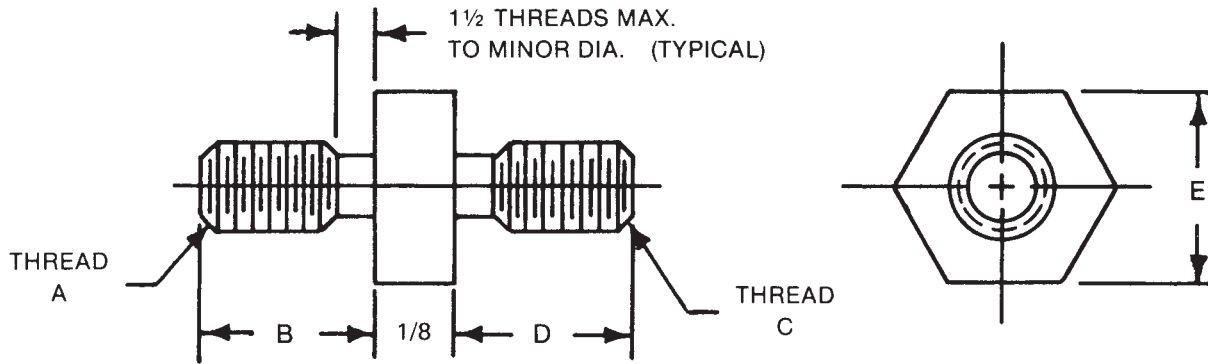 1½ THREADS MAX.
TO MINOR DIA. (TYPICAL)
E
THREAD
A
THREAD
C
B
1/8
D